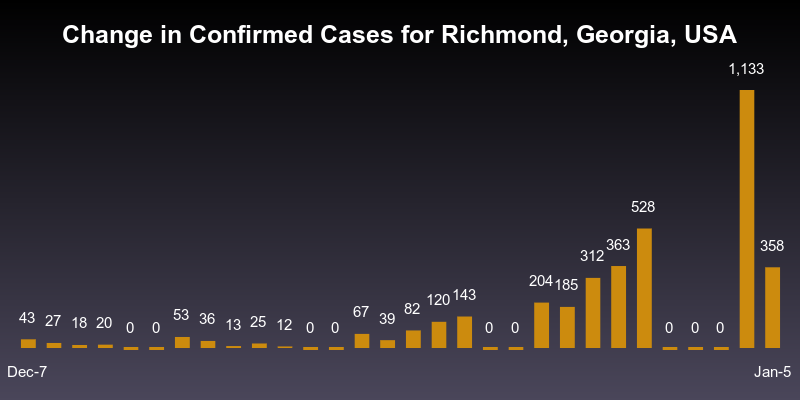 Change in Confirmed Cases for Richmond, Georgia, USA
43 27 18 20 0 0 53 36 13 25 12 0 0 67 39 82 120 143 0 0 204 185 312 363 528 0 0 0 1,133 358
Dec-7 Jan-5